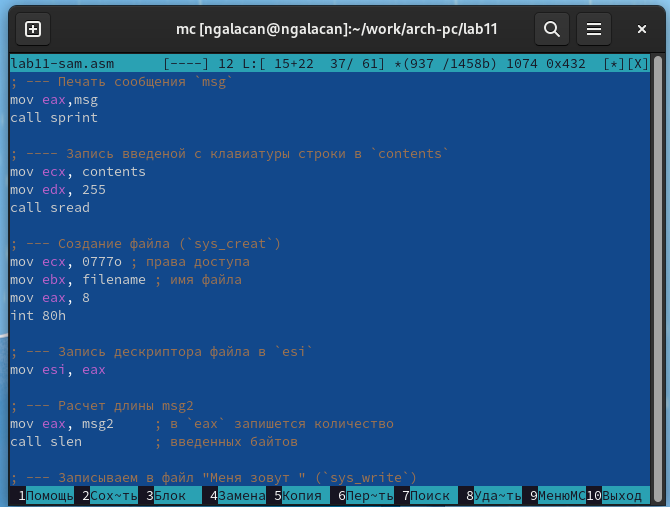 mc [ngalacan@ngalacan]:~/work/arch-pc/lab11
lab11-sam.asm      [----] 12 L:[ 15+22  37/ 61] *(937 /1458b) 1074 0x432  [*][X]
; --- Печать сообщения `msg`
mov eax,msg
call sprint
; ---- Запись введеной с клавиатуры строки в `contents`
mov ecx, contents
mov edx, 255
call sread
; --- Создание файла (`sys_creat`)
mov ecx, 0777o ; права доступа
mov ebx, filename ; имя файла
mov eax, 8
int 80h
; --- Запись дескриптора файла в `esi`
mov esi, eax
; --- Расчет длины msg2
mov eax, msg2     ; в `eax` запишется количество
call slen         ; введенных байтов
; --- Записываем в файл "Меня зовут " (`sys_write`)
1Помощь 2Сох~ть 3Блок 4Замена 5Копия 6Пер~ть 7Поиск 8Уда~ть 9МенюMC 10Выход